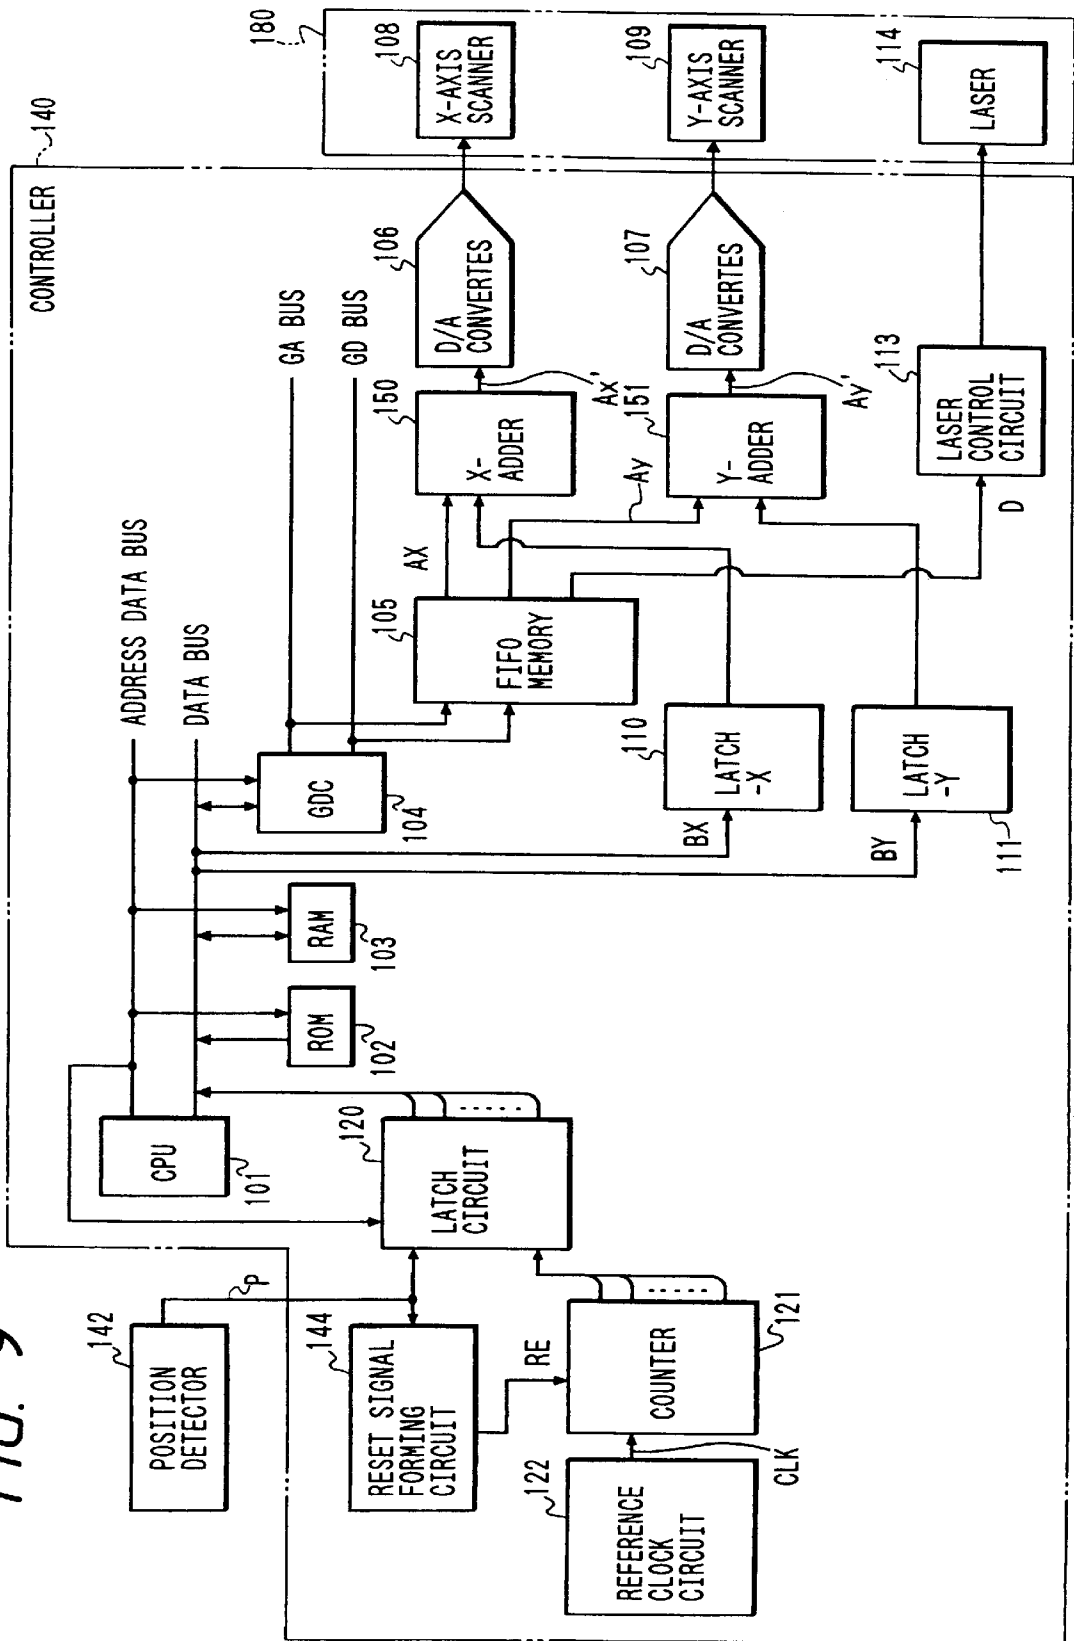 FIG. 9
CONTROLLER
140
180
142
POSITION
DETECTOR
P
144
RESET SIGNAL
FORMING
CIRCUIT
RE
122
REFERENCE
CLOCK
CIRCUIT
CLK
COUNTER
121
120
LATCH
CIRCUIT
CPU
101
ROM
102
RAM
103
ADDRESS DATA BUS
DATA BUS
GDC
104
GA BUS
GD BUS
105
FIFO
MEMORY
AX
Ay
D
BX
110
LATCH
-X
BY
LATCH
-Y
111
150
X-
ADDER
Ax'
151
Y-
ADDER
Ay'
106
D/A
CONVERTES
107
D/A
CONVERTES
113
LASER
CONTROL
CIRCUIT
108
X-AXIS
SCANNER
109
Y-AXIS
SCANNER
114
LASER